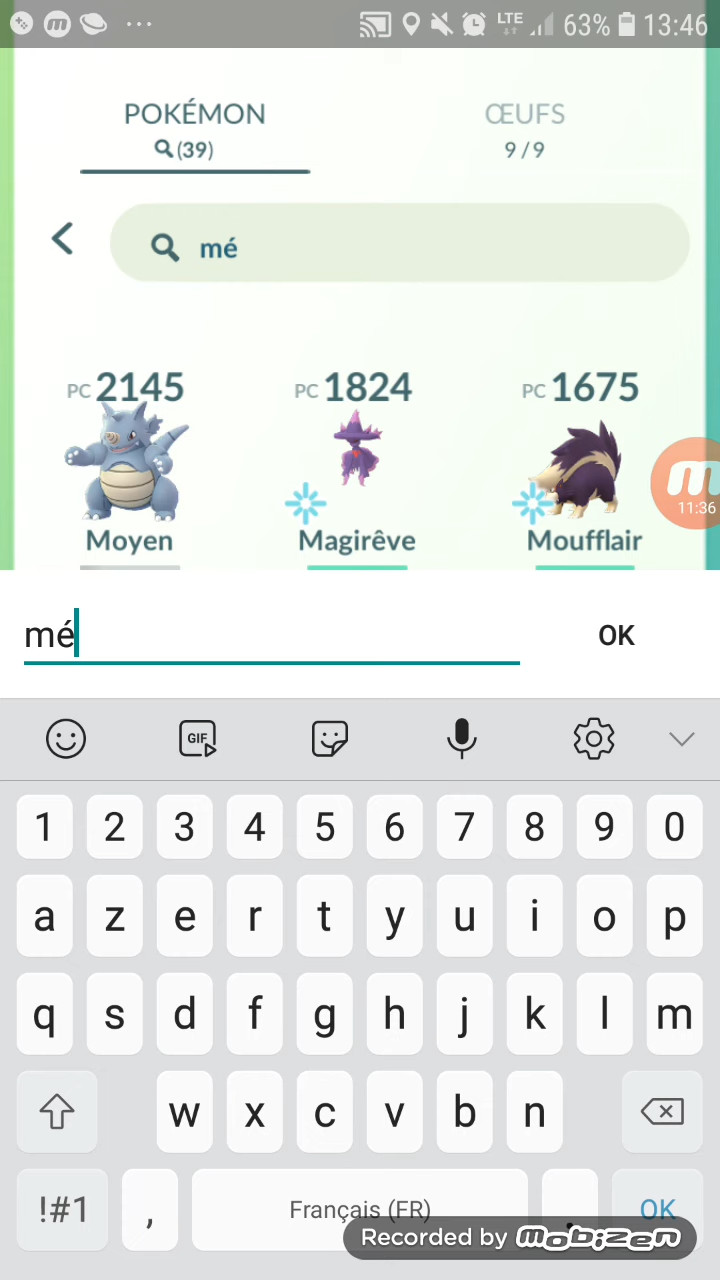 LTE 63% 13:46
POKÉMON ŒUFS
(39) 9 / 9
mé
PC 2145 PC 1824 PC 1675
11:36
Moyen Magirêve Moufflair
mé OK
GIF
1 2 3 4 5 6 7 8 9 0
a z e r t y u i o p
q s d f g h j k l m
w x c v b n
!#1 , Français (FR) . OK
Recorded by mobizen